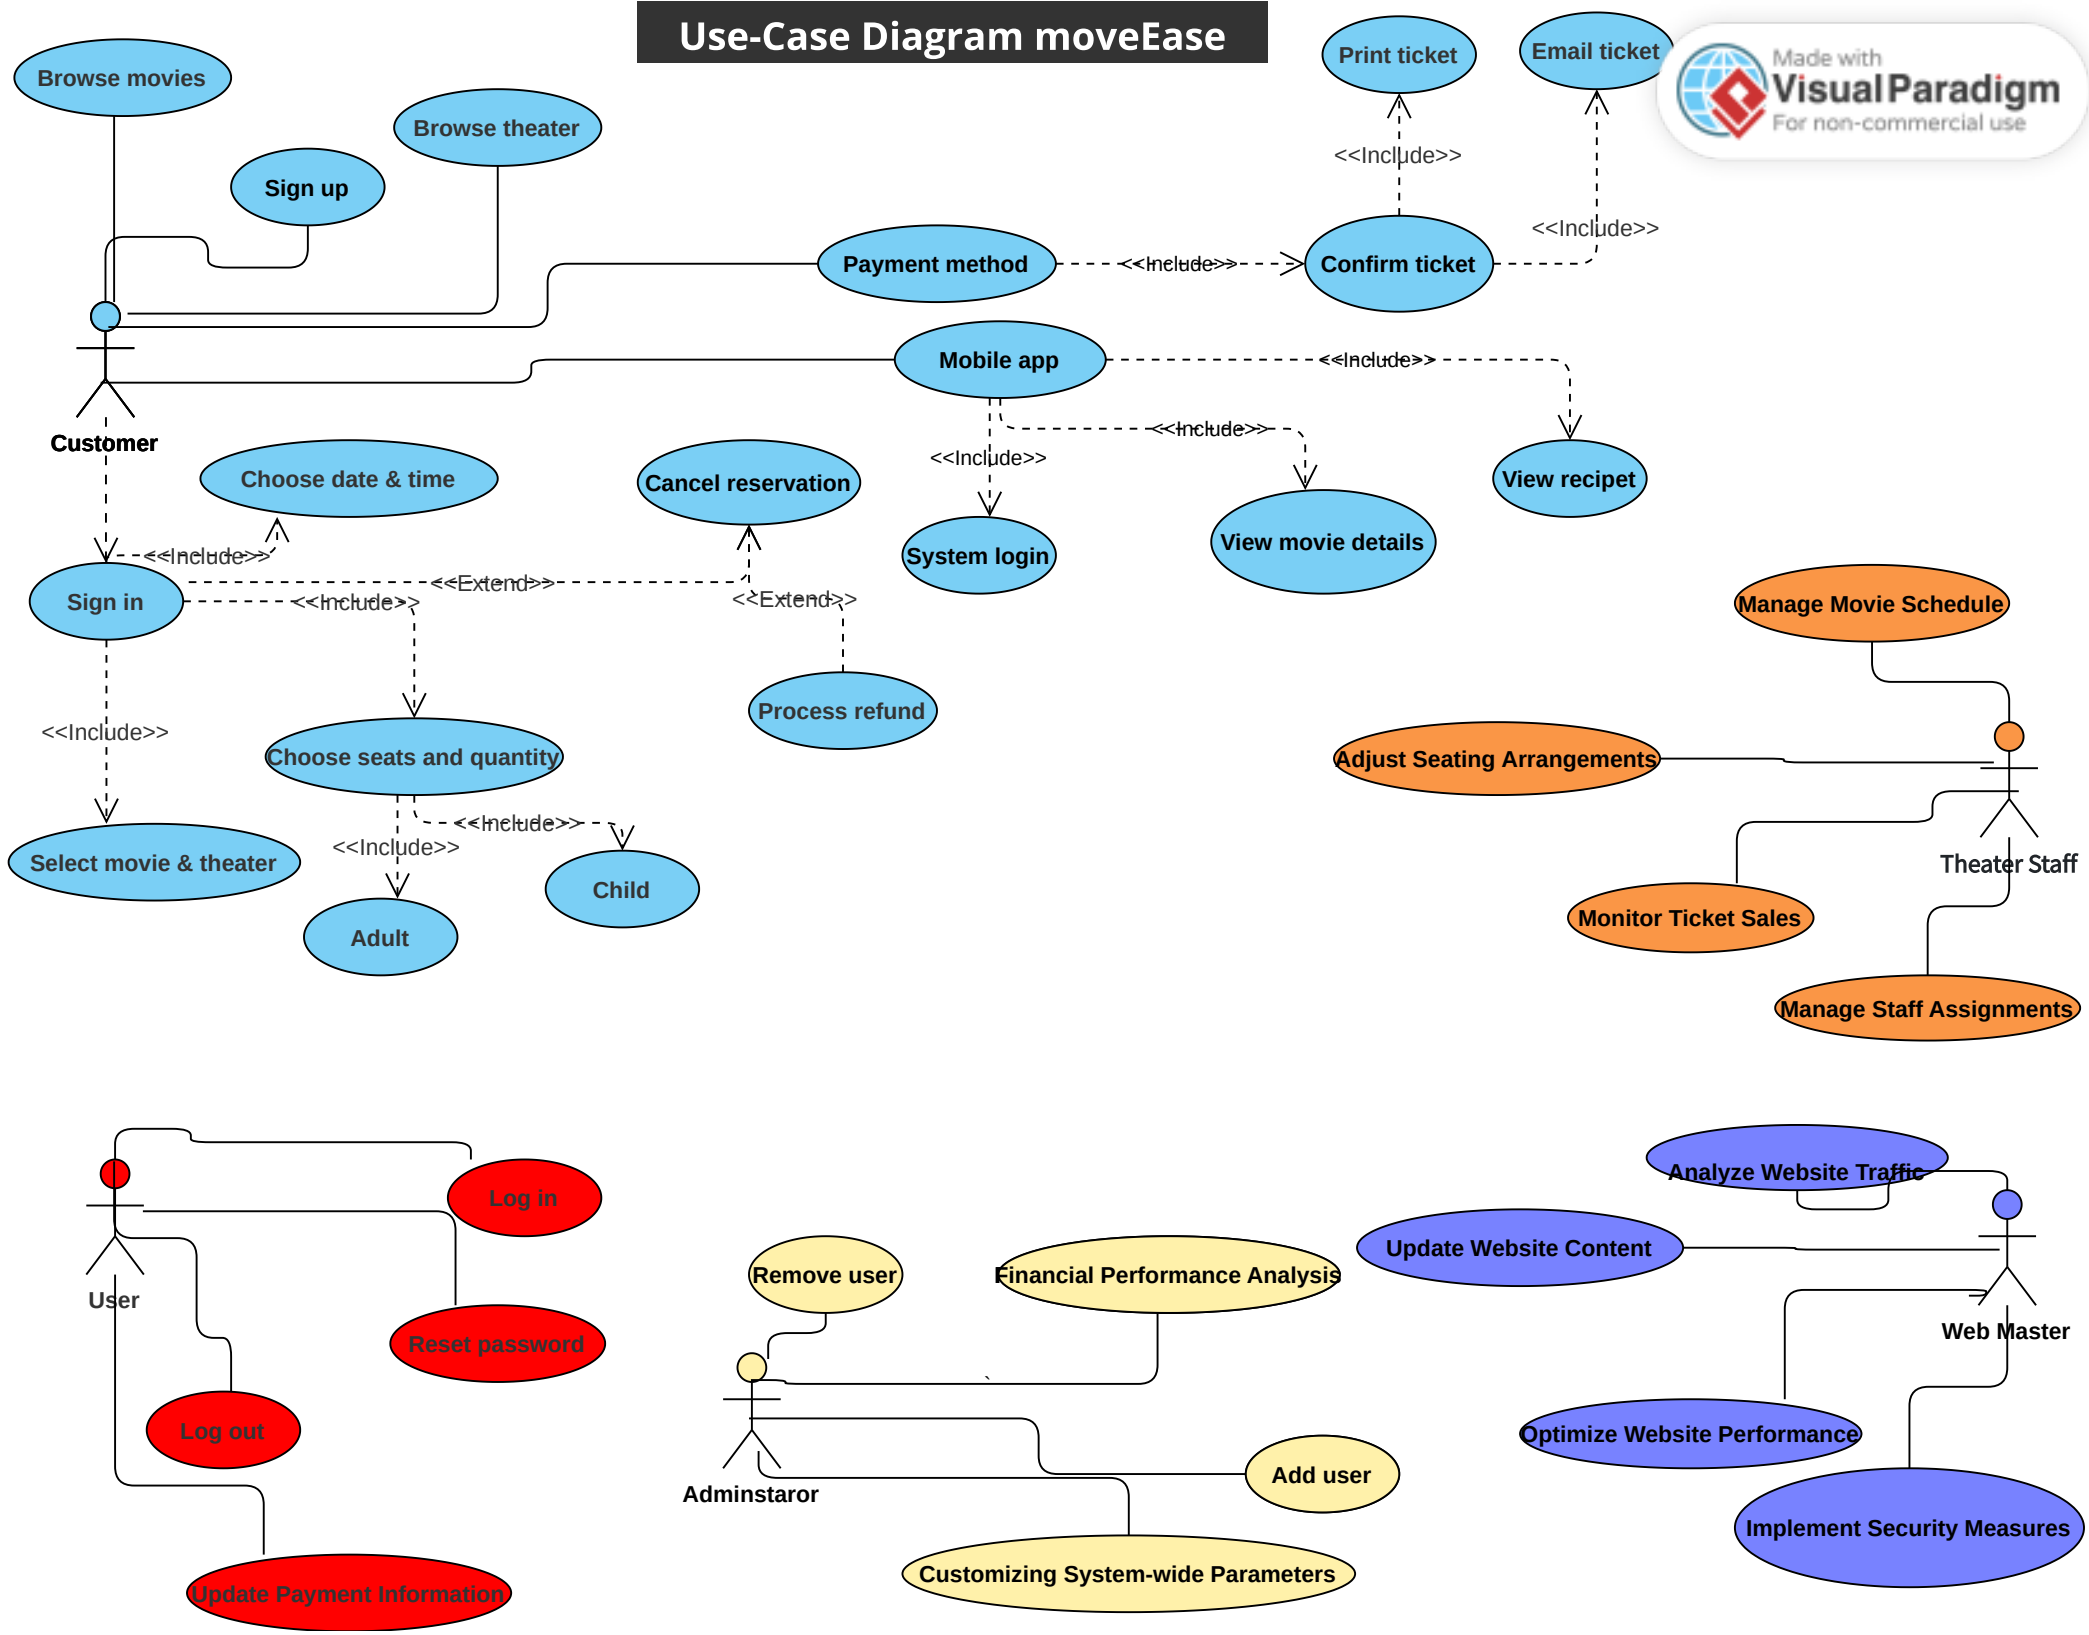 Use-Case Diagram moveEase
Made with
Visual Paradigm
For non-commercial use
Browse movies
Browse theater
Sign up
Print ticket
Email ticket
<<Include>>
<<Include>>
Payment method
<<Include>>
Confirm ticket
Mobile app
<<Include>>
<<Include>>
<<Include>>
Customer
Choose date & time
Cancel reservation
View recipet
System login
View movie details
<<Include>>
<<Extend>>
<<Include>>
<<Extend>>
Sign in
Manage Movie Schedule
Process refund
<<Include>>
Choose seats and quantity
Adjust Seating Arrangements
<<Include>>
<<Include>>
Select movie & theater
Child
Adult
Theater Staff
Monitor Ticket Sales
Manage Staff Assignments
Log in
User
Reset password
Log out
Update Payment Information
Remove user
Financial Performance Analysis
`
Adminstaror
Add user
Customizing System-wide Parameters
Analyze Website Traffic
Update Website Content
Web Master
Optimize Website Performance
Implement Security Measures